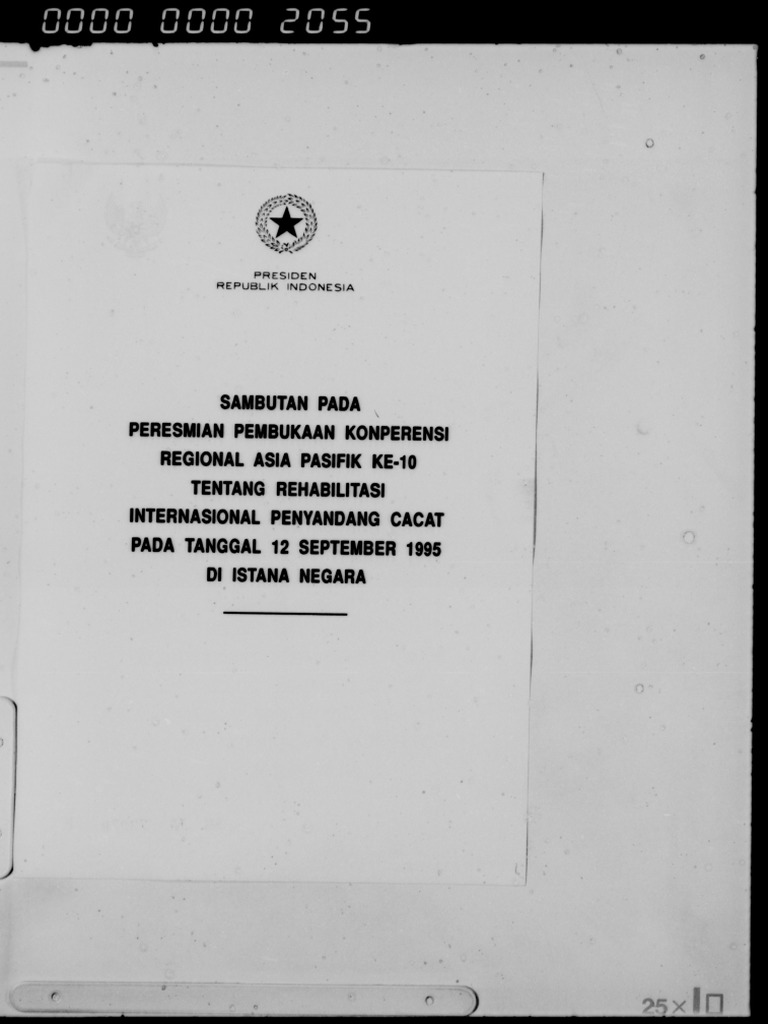 0000 0000 2055
PRESIDEN
REPUBLIK INDONESIA
SAMBUTAN PADA
PERESMIAN PEMBUKAAN KONPERENSI
REGIONAL ASIA PASIFIK KE-10
TENTANG REHABILITASI
INTERNASIONAL PENYANDANG CACAT
PADA TANGGAL 12 SEPTEMBER 1995
DI ISTANA NEGARA
25×